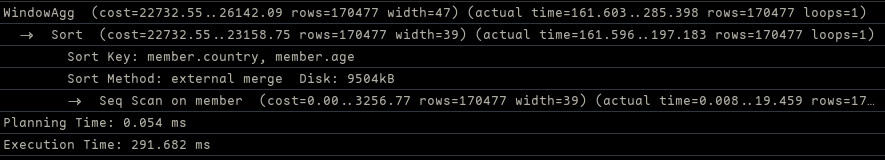 WindowAgg  (cost=22732.55..26142.09 rows=170477 width=47) (actual time=161.603..285.398 rows=170477 loops=1)
  ->  Sort  (cost=22732.55..23158.75 rows=170477 width=39) (actual time=161.596..197.183 rows=170477 loops=1)
        Sort Key: member.country, member.age
        Sort Method: external merge  Disk: 9504kB
        ->  Seq Scan on member  (cost=0.00..3256.77 rows=170477 width=39) (actual time=0.008..19.459 rows=17…
Planning Time: 0.054 ms
Execution Time: 291.682 ms